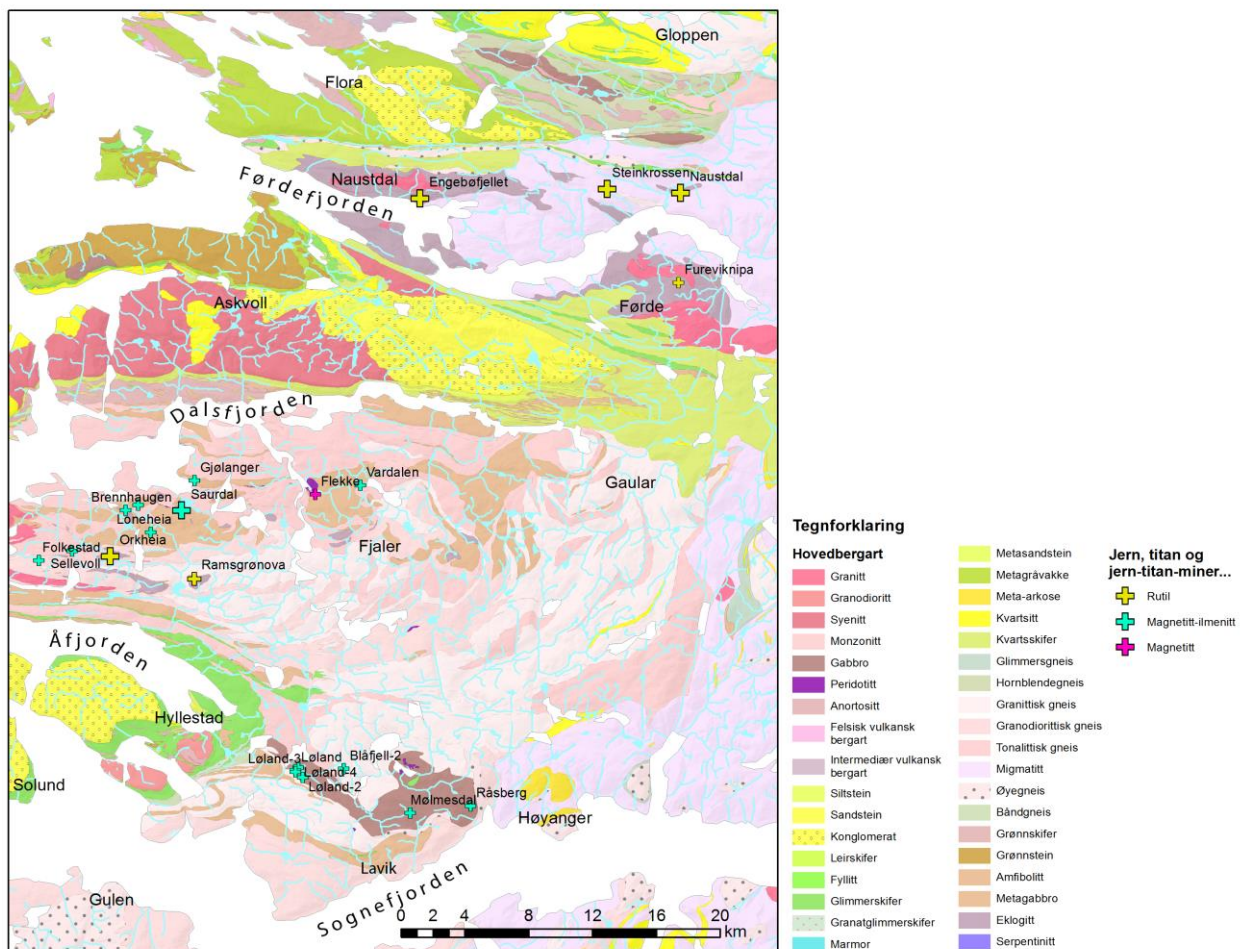 Gloppen
Flora
Steinkrossen
Naustdal
Naustdal
Engebøfjellet
Førdefjorden
Fureviknipa
Førde
Askvoll
Dalsfjorden
Gjølanger
Vardalen
Flekke
Gaular
Saurdal
Brennhaugen
Løneheia
Orkheia
Fjaler
Folkestad
Sellevoll
Ramsgrønova
Åfjorden
Hyllestad
Løland-3
Løland
Blåfjell-2
Løland-4
Løland-2
Solund
Mølmesdal
Råsberg
Høyanger
Lavik
Sognefjorden
Gulen
0 2 4 8 12 16 20
km
Tegnforklaring
Hovedbergart
Granitt
Granodioritt
Syenitt
Monzonitt
Gabbro
Peridotitt
Anortositt
Felsisk vulkansk
bergart
Intermediær vulkansk
bergart
Siltstein
Sandstein
Konglomerat
Leirskifer
Fyllitt
Glimmerskifer
Granatglimmerskifer
Marmor
Metasandstein
Metagråvakke
Meta-arkose
Kvartsitt
Kvartsskifer
Glimmersgneis
Hornblendegneis
Granittisk gneis
Granodiorittisk gneis
Tonalittisk gneis
Migmatitt
Øyegneis
Båndgneis
Grønnskifer
Grønnstein
Amfibolitt
Metagabbro
Eklogitt
Serpentinitt
Jern, titan og
jern-titan-miner...
Rutil
Magnetitt-ilmenitt
Magnetitt